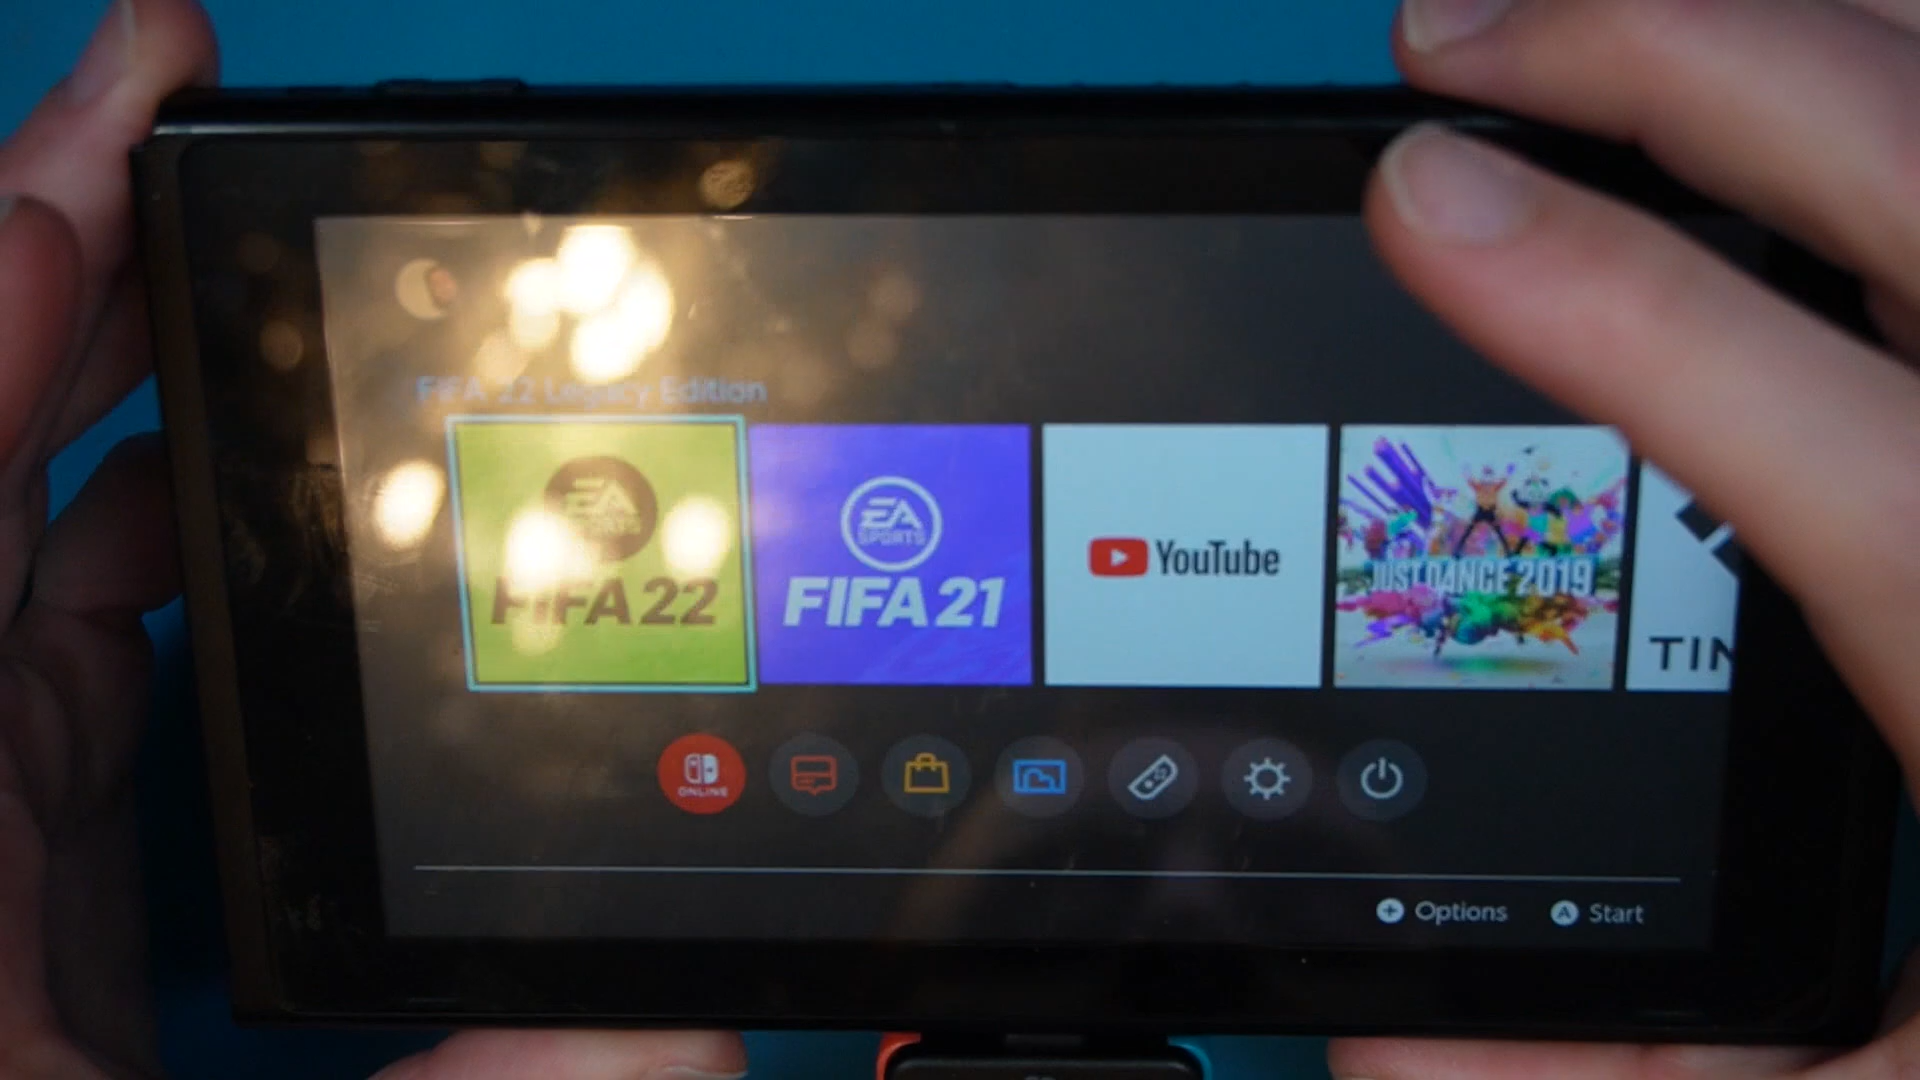 FIFA 22 Legacy Edition
EA
SPORTS
FIFA 22
EA
SPORTS
FIFA 21
YouTube
JUST DANCE 2019
TIN
ONLINE
Options
A Start